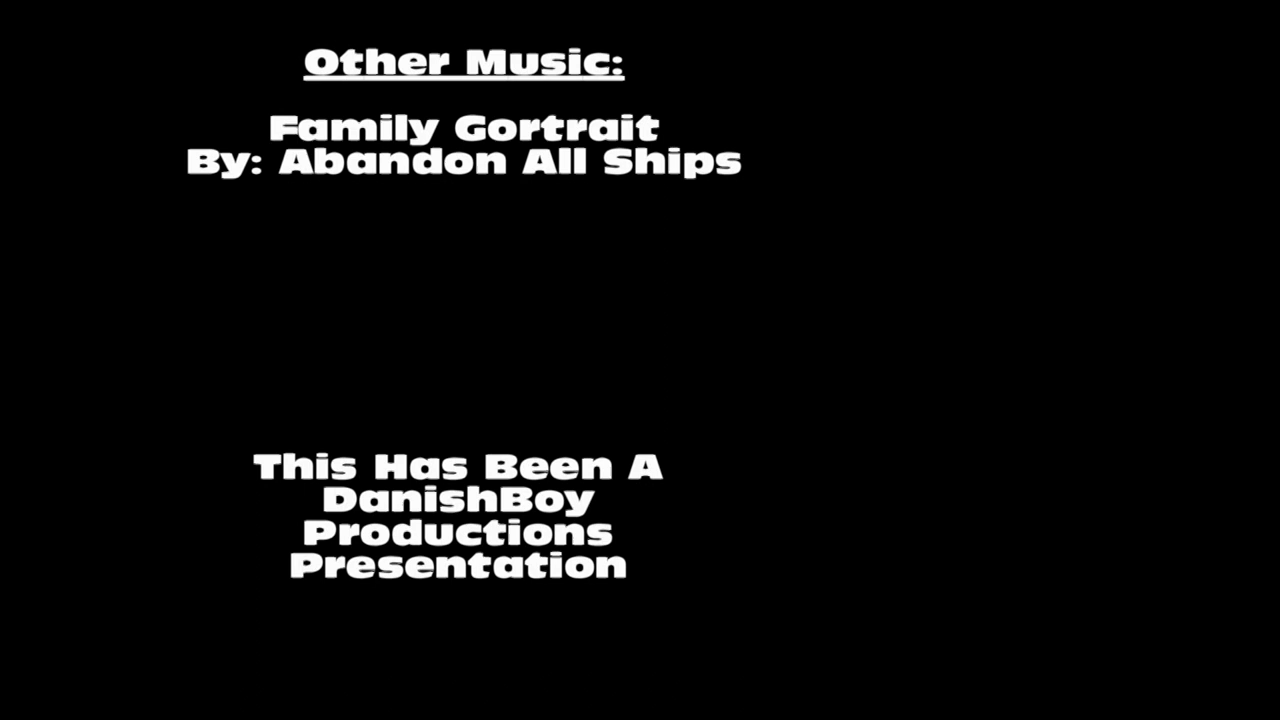 Other Music:
Family Gortrait
By: Abandon All Ships
This Has Been A
DanishBoy
Productions
Presentation